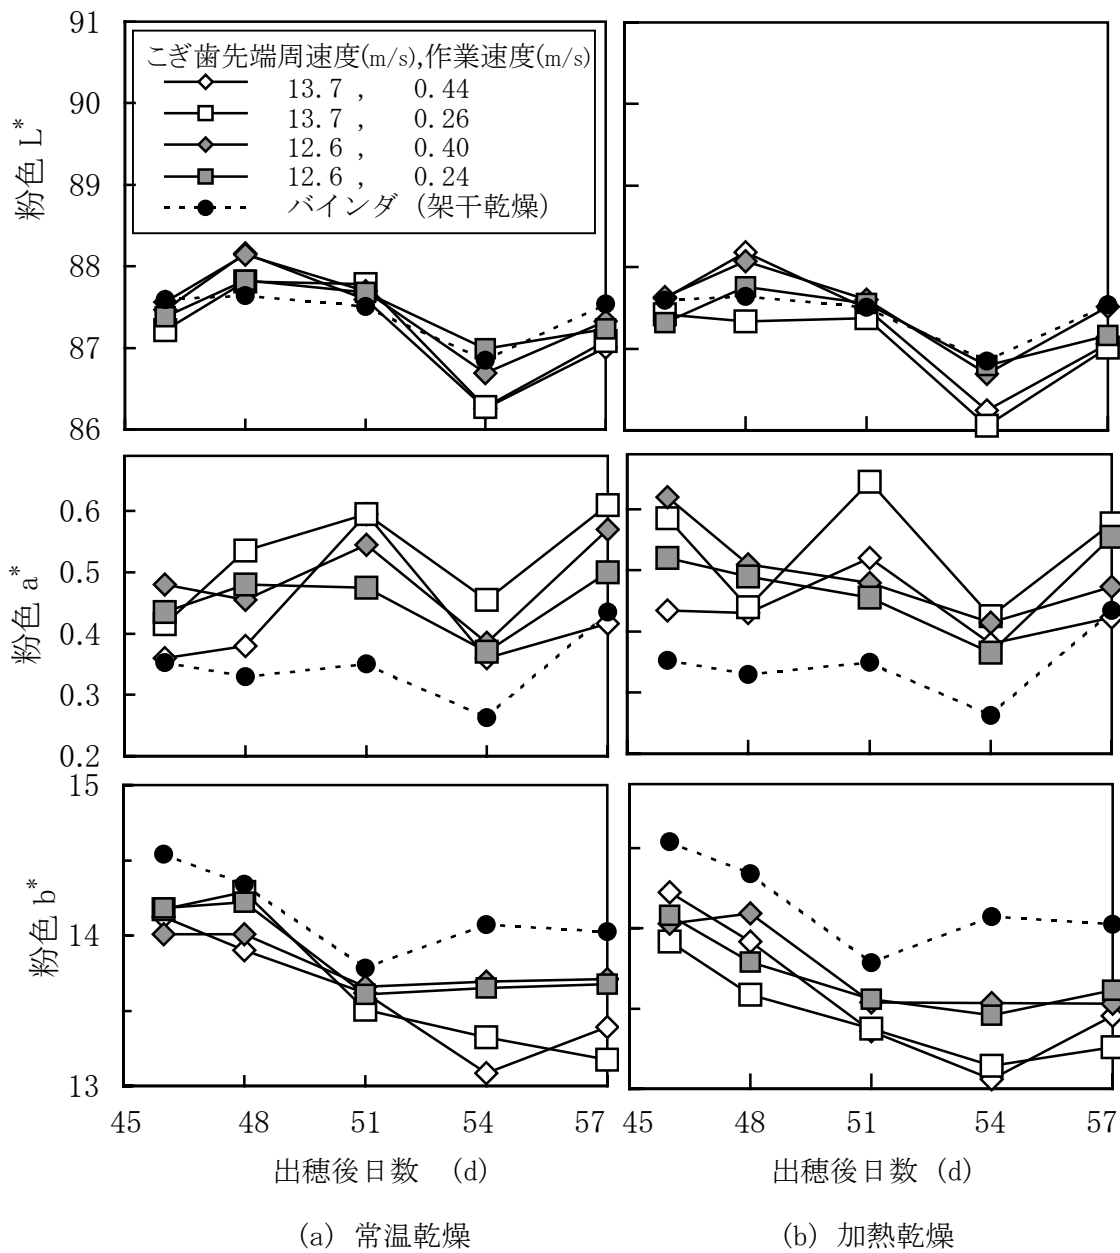 こぎ歯先端周速度(m/s),作業速度(m/s)
13.7 , 0.44
13.7 , 0.26
12.6 , 0.40
12.6 , 0.24
バインダ (架干乾燥)
粉色 L*
91
90
89
88
87
86
粉色 a*
0.6
0.5
0.4
0.3
0.2
粉色 b*
15
14
13
45 48 51 54 57
45 48 51 54 57
出穂後日数 (d)
出穂後日数 (d)
(a) 常温乾燥
(b) 加熱乾燥